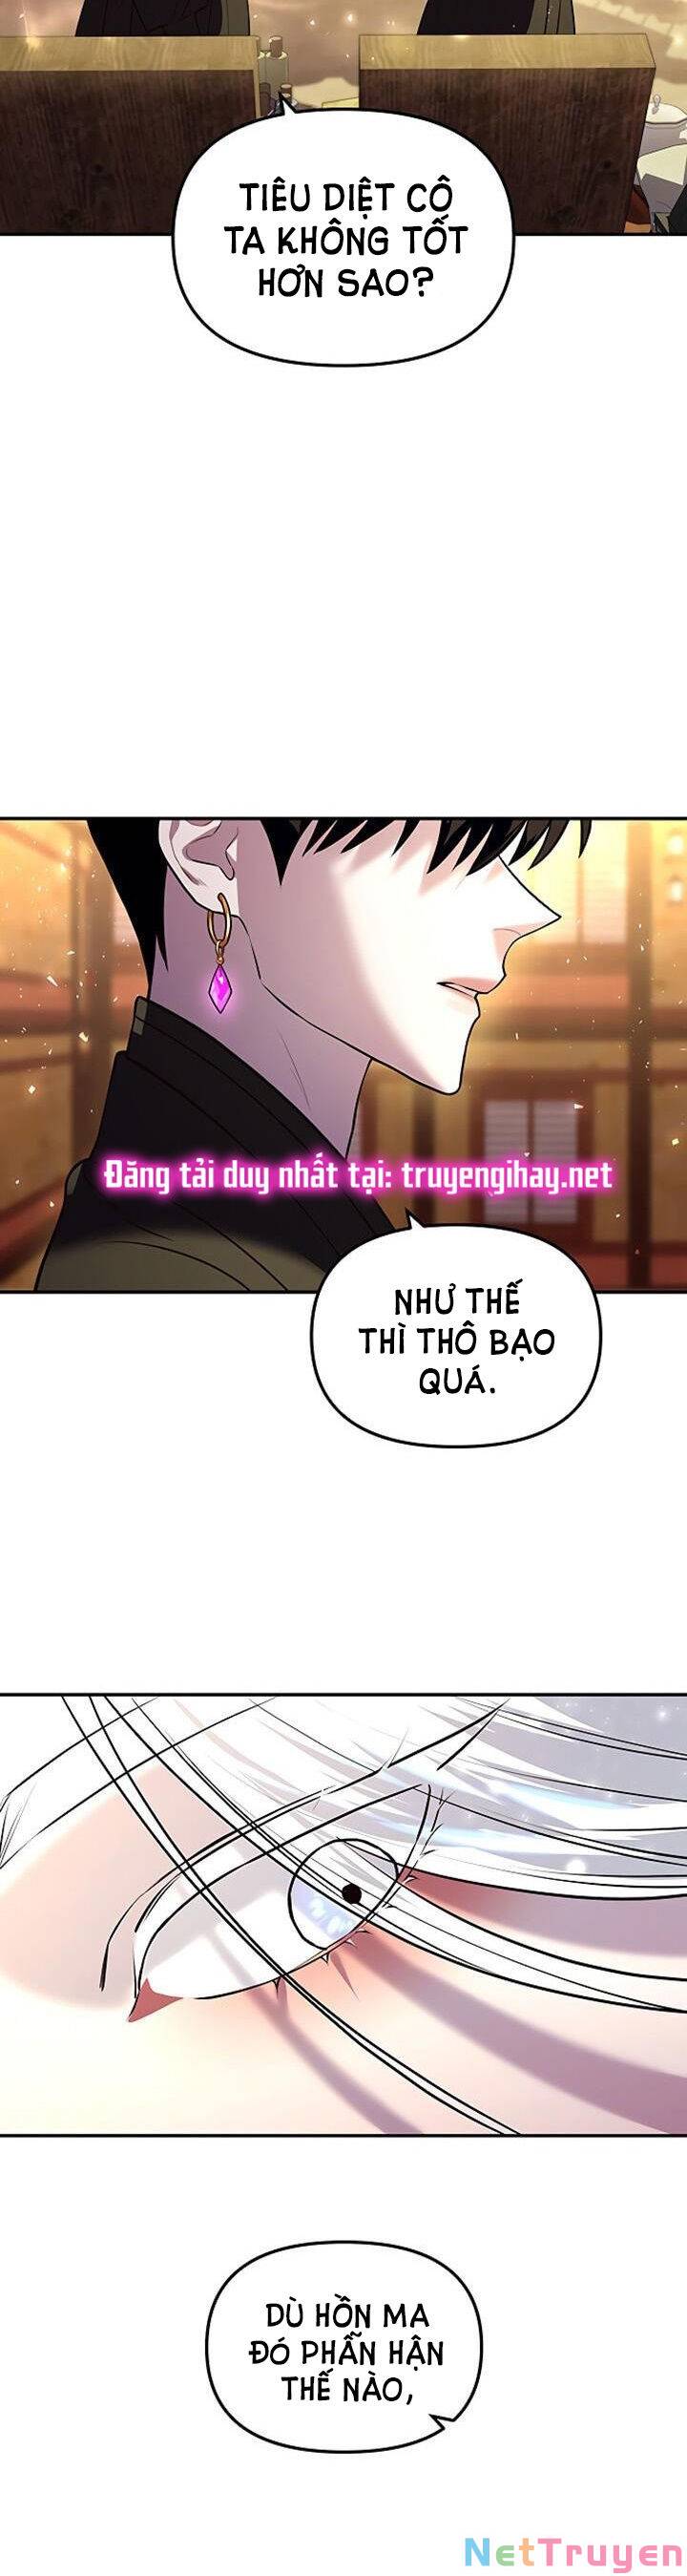 TIÊU DIỆT CÔ
TA KHÔNG TỐT
HƠN SAO?
Đăng tải duy nhất tại: truyengihay.net
NHƯ THẾ
THÌ THÔ BẠO
QUÁ.
DÙ HỒN MA
ĐÓ PHẪN HẬN
THẾ NÀO,
NetTruyen